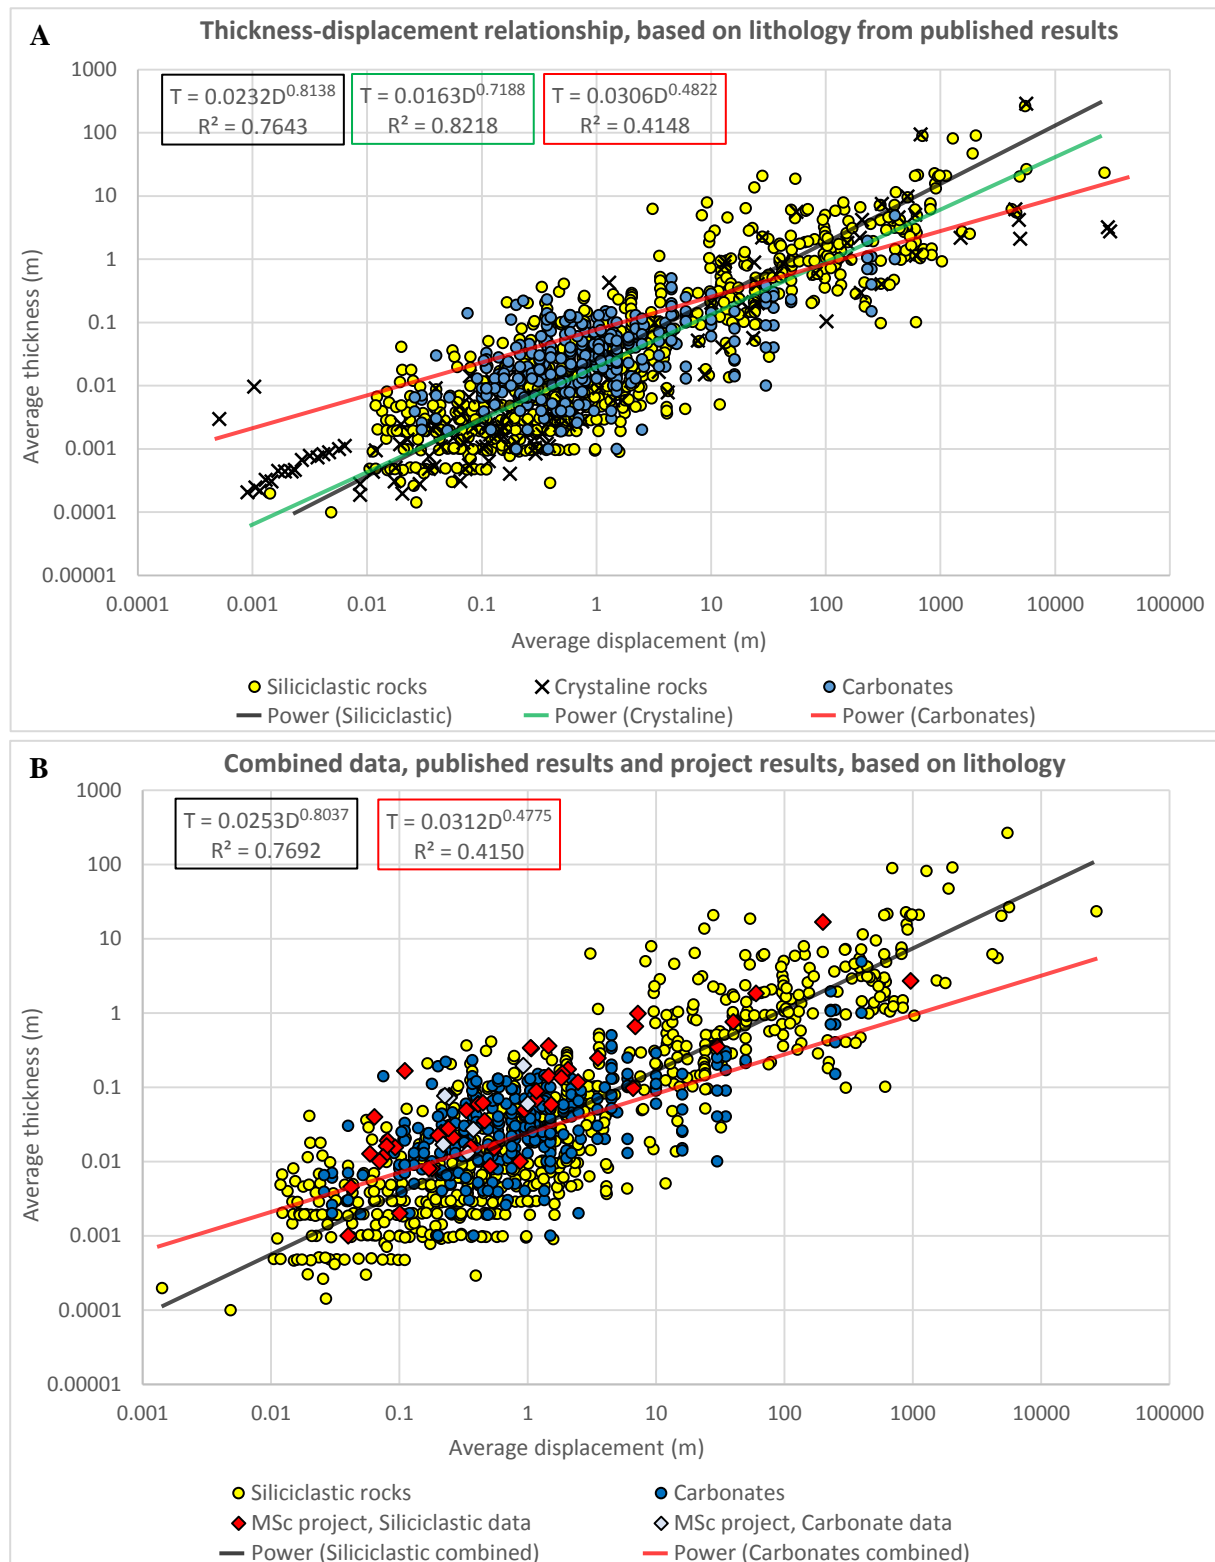 A
Thickness-displacement relationship, based on lithology from published results
T = 0.0232D^0.8138
R² = 0.7643
T = 0.0163D^0.7188
R² = 0.8218
T = 0.0306D^0.4822
R² = 0.4148
Average thickness (m)
1000
100
10
1
0.1
0.01
0.001
0.0001
0.00001
0.0001 0.001 0.01 0.1 1 10 100 1000 10000 100000
Average displacement (m)
Siliciclastic rocks Crystaline rocks Carbonates
Power (Siliclastic) Power (Crystaline) Power (Carbonates)
B
Combined data, published results and project results, based on lithology
T = 0.0253D^0.8037
R² = 0.7692
T = 0.0312D^0.4775
R² = 0.4150
Average thickness (m)
1000
100
10
1
0.1
0.01
0.001
0.0001
0.00001
0.001 0.01 0.1 1 10 100 1000 10000 100000
Average displacement (m)
Siliciclastic rocks Carbonates
MSc project, Siliciclastic data MSc project, Carbonate data
Power (Siliciclastic combined) Power (Carbonates combined)